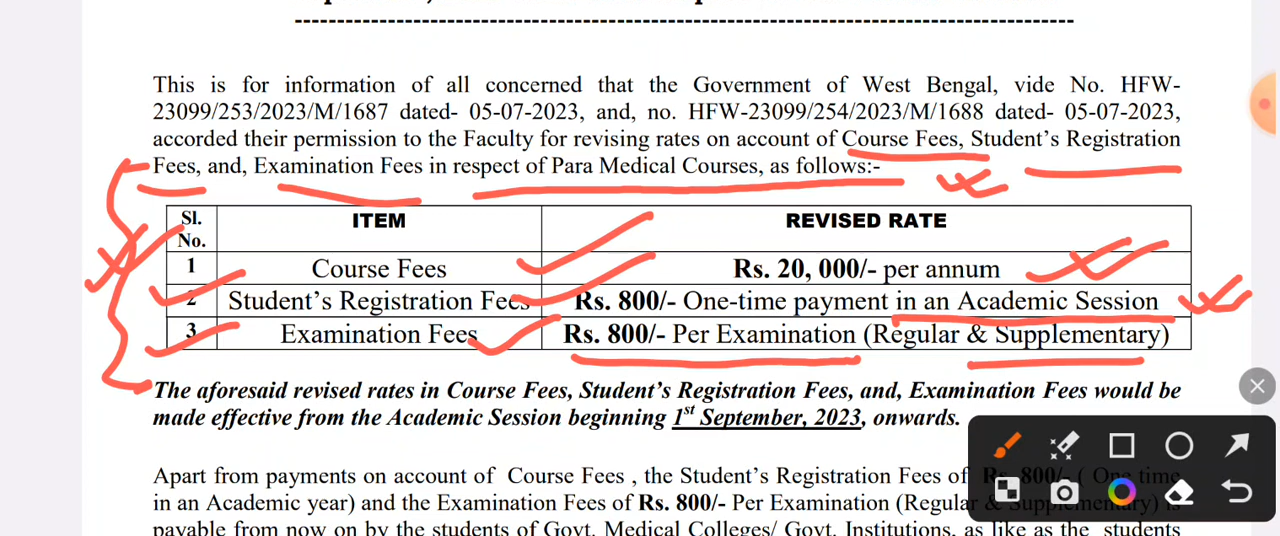 This is for information of all concerned that the Government of West Bengal, vide No. HFW-
23099/253/2023/M/1687 dated- 05-07-2023, and, no. HFW-23099/254/2023/M/1688 dated- 05-07-2023,
accorded their permission to the Faculty for revising rates on account of Course Fees, Student's Registration
Fees, and, Examination Fees in respect of Para Medical Courses, as follows:-
Sl. No. ITEM REVISED RATE
1 Course Fees Rs. 20, 000/- per annum
2 Student's Registration Fees Rs. 800/- One-time payment in an Academic Session
3 Examination Fees Rs. 800/- Per Examination (Regular & Supplementary)
The aforesaid revised rates in Course Fees, Student's Registration Fees, and, Examination Fees would be
made effective from the Academic Session beginning 1st September, 2023, onwards.
Apart from payments on account of Course Fees , the Student's Registration Fees of Rs. 800/- ( One time
in an Academic year) and the Examination Fees of Rs. 800/- Per Examination (Regular & Supplementary) is
payable from now on by the students of Govt. Medical Colleges/ Govt. Institutions, as like as the students